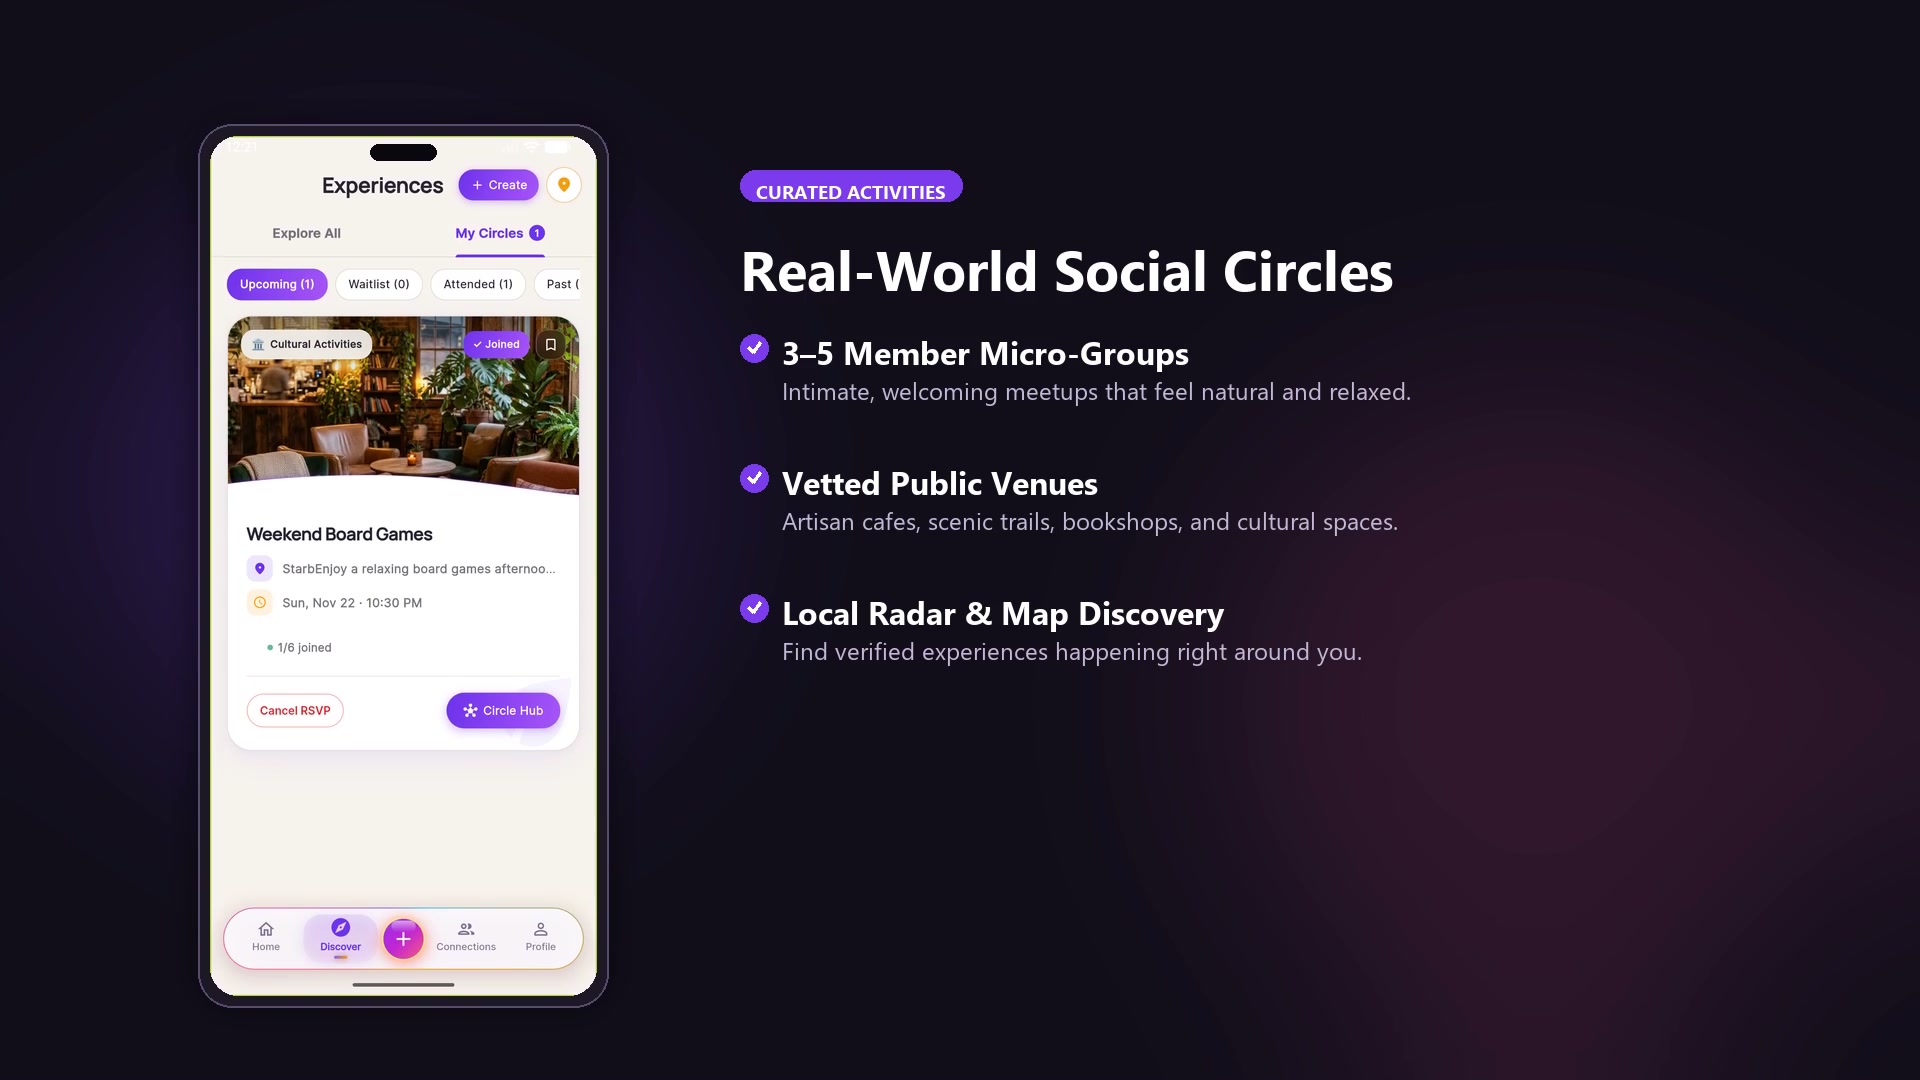 12:21
Experiences
+ Create
Explore All
My Circles 1
Upcoming (1)
Waitlist (0)
Attended (1)
Past (
Cultural Activities
✓ Joined
Weekend Board Games
StarbEnjoy a relaxing board games afternoo...
Sun, Nov 22 · 10:30 PM
1/6 joined
Cancel RSVP
Circle Hub
Home
Discover
Connections
Profile
CURATED ACTIVITIES
Real-World Social Circles
3–5 Member Micro-Groups
Intimate, welcoming meetups that feel natural and relaxed.
Vetted Public Venues
Artisan cafes, scenic trails, bookshops, and cultural spaces.
Local Radar & Map Discovery
Find verified experiences happening right around you.